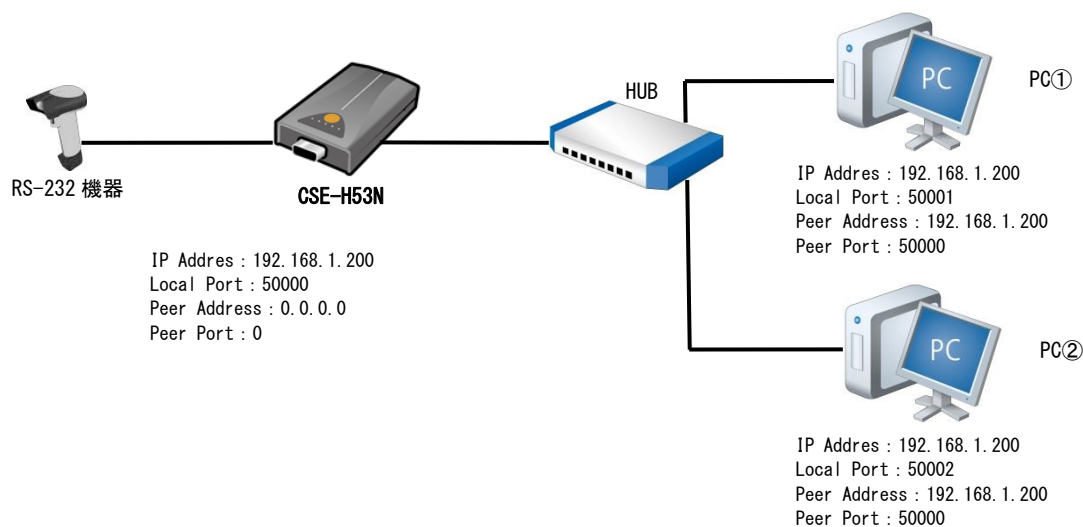 RS-232 機器
CSE-H53N
IP Addres：192.168.1.200
Local Port：50000
Peer Address：0.0.0.0
Peer Port：0
HUB
PC
PC①
IP Addres：192.168.1.200
Local Port：50001
Peer Address：192.168.1.200
Peer Port：50000
PC
PC②
IP Addres：192.168.1.200
Local Port：50002
Peer Address：192.168.1.200
Peer Port：50000